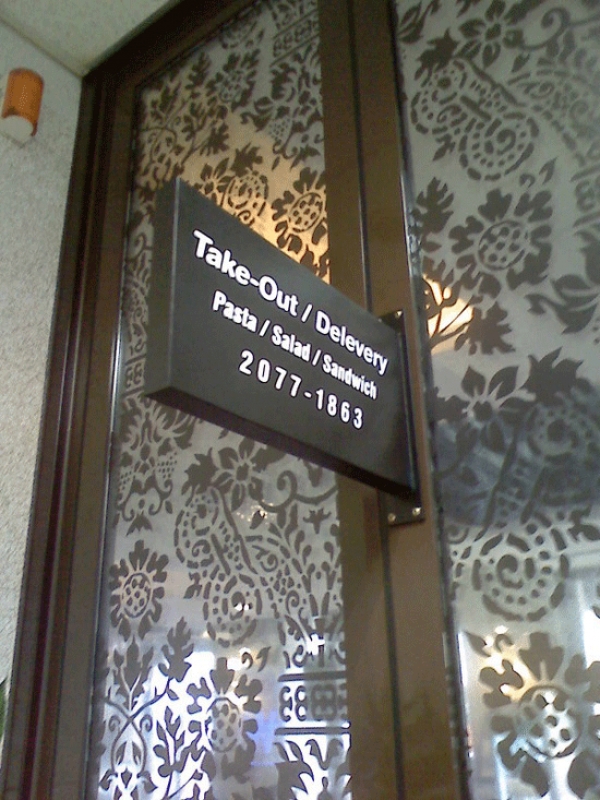 Take-Out / Delevery
Pasta / Salad / Sandwich
2077-1863